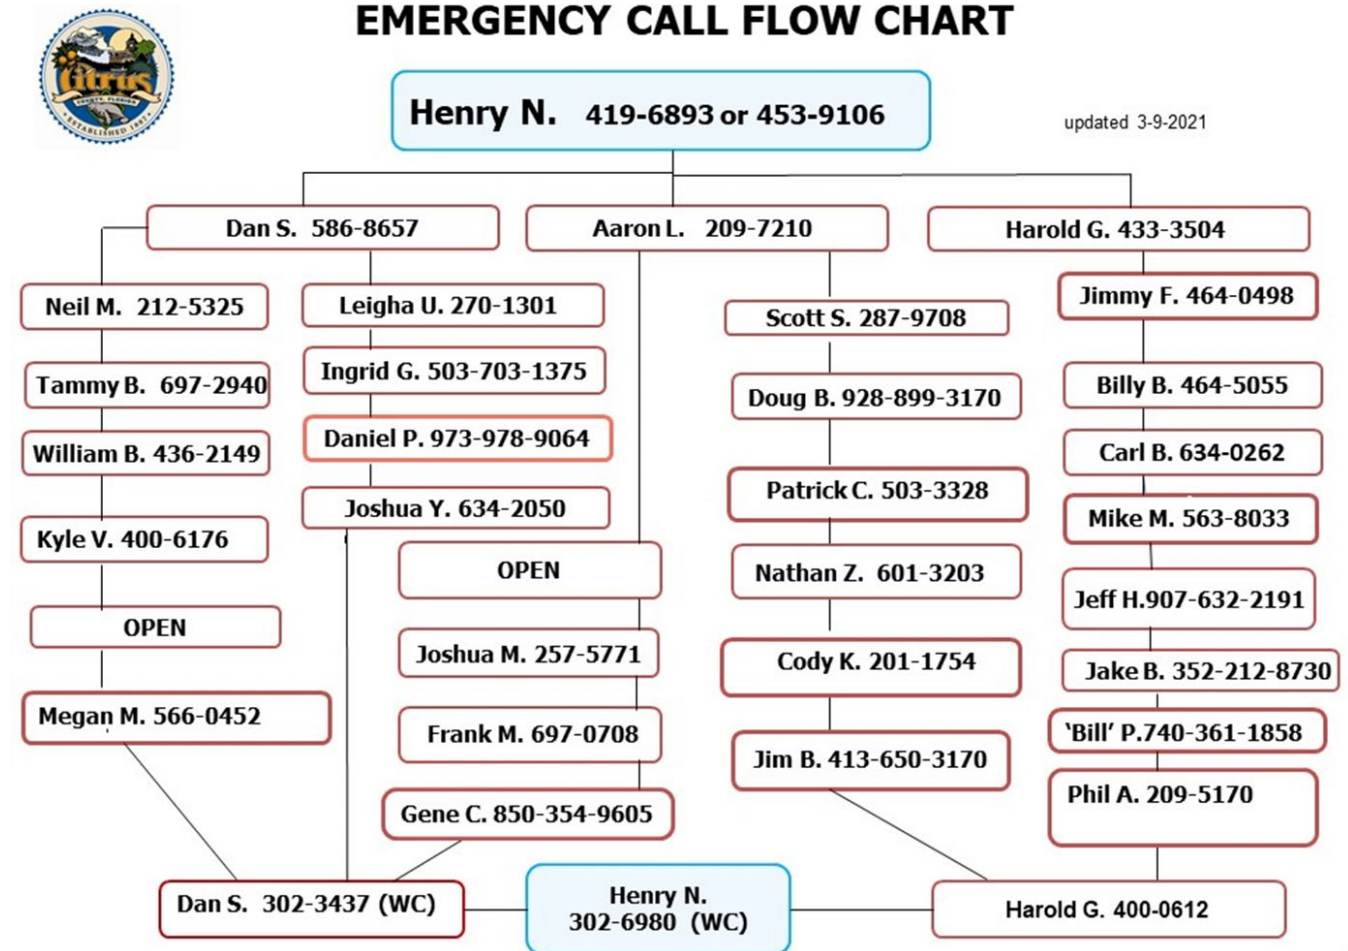 EMERGENCY CALL FLOW CHART
Citrus
COUNTY, FLORIDA
ESTABLISHED 1887
Henry N. 419-6893 or 453-9106
updated 3-9-2021
Dan S. 586-8657
Aaron L. 209-7210
Harold G. 433-3504
Neil M. 212-5325
Tammy B. 697-2940
William B. 436-2149
Kyle V. 400-6176
OPEN
Megan M. 566-0452
Leigha U. 270-1301
Ingrid G. 503-703-1375
Daniel P. 973-978-9064
Joshua Y. 634-2050
OPEN
Joshua M. 257-5771
Frank M. 697-0708
Gene C. 850-354-9605
Scott S. 287-9708
Doug B. 928-899-3170
Patrick C. 503-3328
Nathan Z. 601-3203
Cody K. 201-1754
Jim B. 413-650-3170
Jimmy F. 464-0498
Billy B. 464-5055
Carl B. 634-0262
Mike M. 563-8033
Jeff H.907-632-2191
Jake B. 352-212-8730
‘Bill’ P.740-361-1858
Phil A. 209-5170
Dan S. 302-3437 (WC)
Henry N.
302-6980 (WC)
Harold G. 400-0612